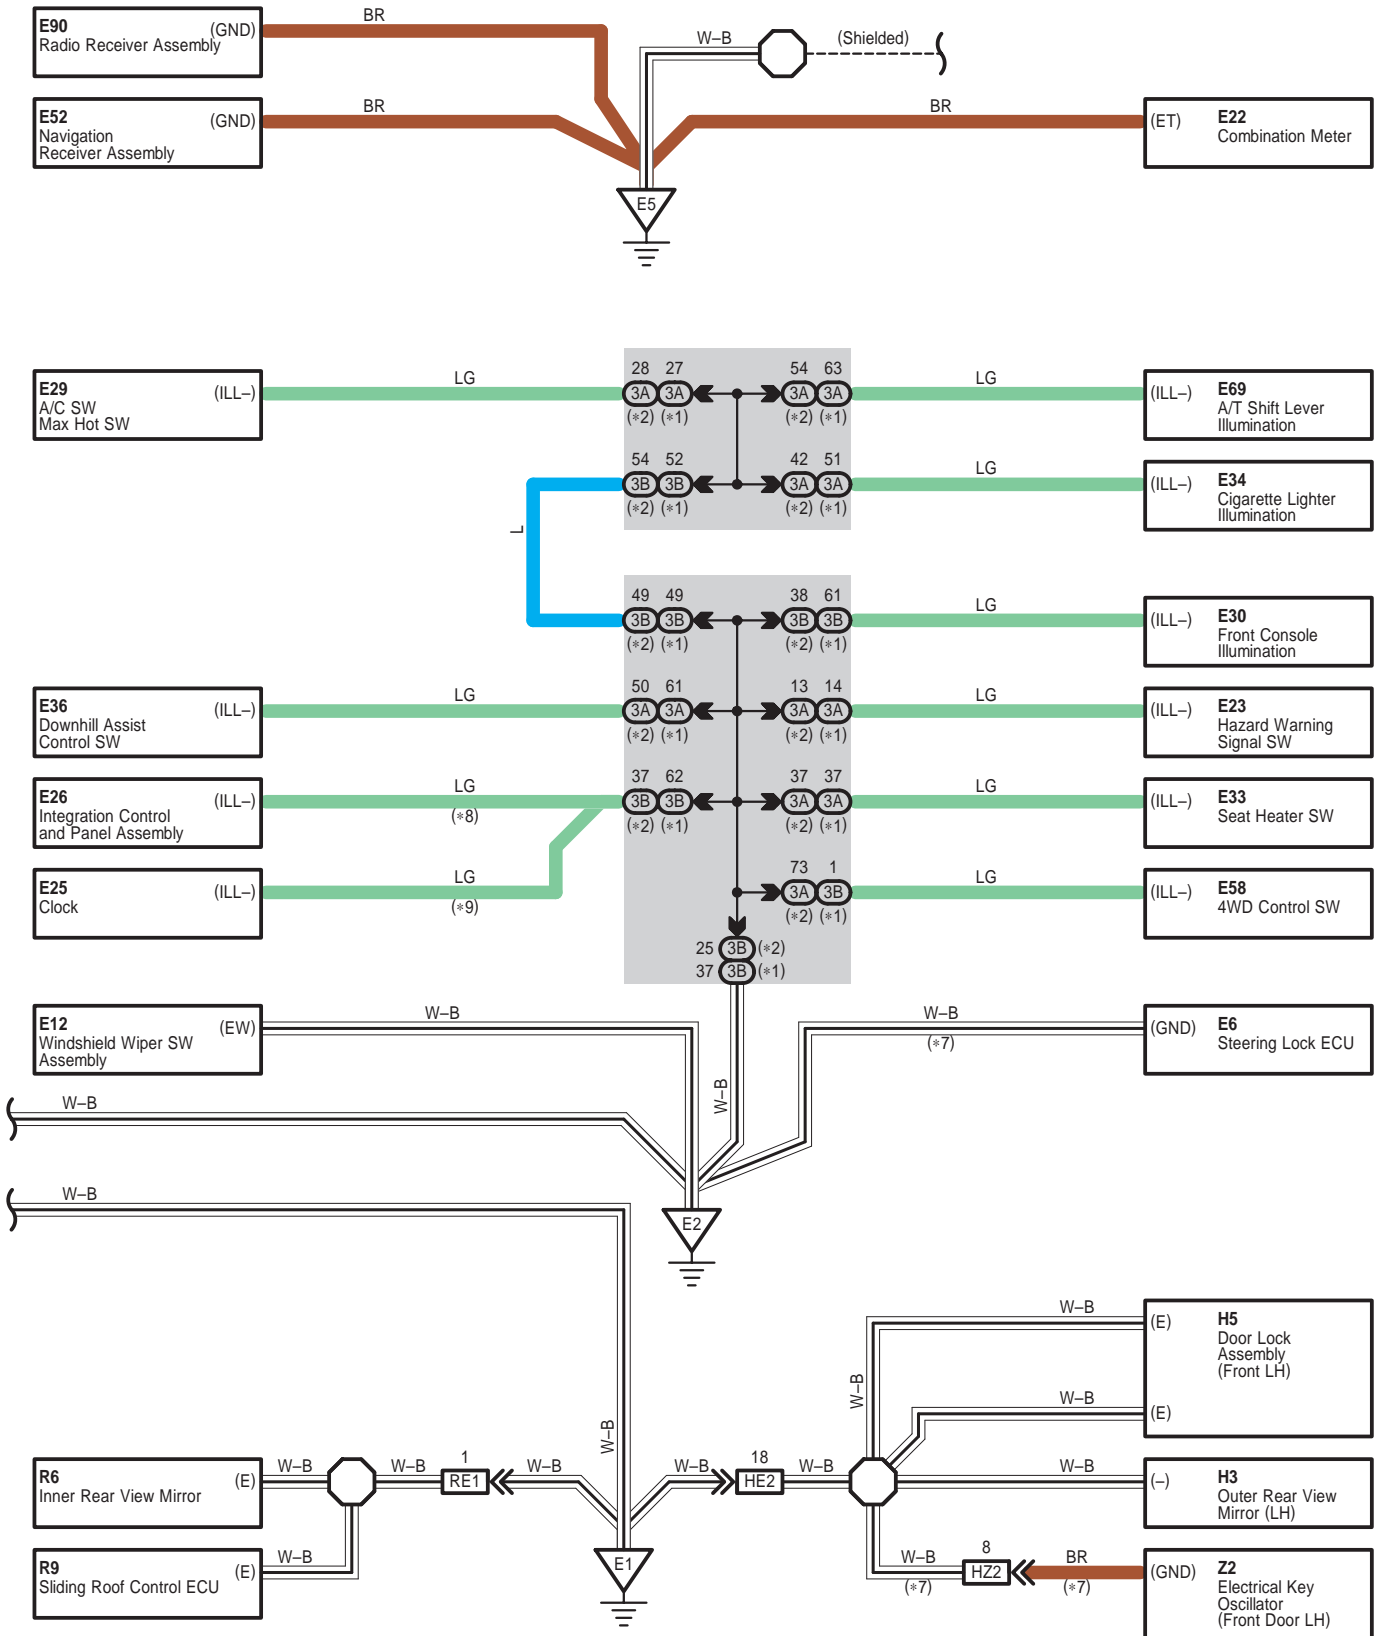 E90
(GND)
Radio Receiver Assembly
BR
W–B
(Shielded)
E52
(GND)
Navigation
Receiver Assembly
BR
BR
(ET)
E22
Combination Meter
E5
E29
(ILL–)
A/C SW
Max Hot SW
LG
28 27
3A 3A
(*2) (*1)
54 63
3A 3A
(*2) (*1)
LG
(ILL–)
E69
A/T Shift Lever
Illumination
54 52
3B 3B
(*2) (*1)
42 51
3A 3A
(*2) (*1)
LG
(ILL–)
E34
Cigarette Lighter
Illumination
L
49 49
3B 3B
(*2) (*1)
38 61
3B 3B
(*2) (*1)
LG
(ILL–)
E30
Front Console
Illumination
E36
(ILL–)
Downhill Assist
Control SW
LG
50 61
3A 3A
(*2) (*1)
13 14
3A 3A
(*2) (*1)
LG
(ILL–)
E23
Hazard Warning
Signal SW
E26
(ILL–)
Integration Control
and Panel Assembly
LG
(*8)
37 62
3B 3B
(*2) (*1)
37 37
3A 3A
(*2) (*1)
LG
(ILL–)
E33
Seat Heater SW
E25
(ILL–)
Clock
LG
(*9)
73 1
3A 3B
(*2) (*1)
LG
(ILL–)
E58
4WD Control SW
25 3B (*2)
37 3B (*1)
E12
(EW)
Windshield Wiper SW
Assembly
W–B
W–B
(*7)
(GND)
E6
Steering Lock ECU
W–B
W–B
W–B
E2
W–B
(E)
H5
Door Lock
Assembly
(Front LH)
W–B
W–B
(E)
W–B
R6
(E)
Inner Rear View Mirror
W–B
W–B
1
RE1
W–B
W–B
18
HE2
W–B
W–B
(–)
H3
Outer Rear View
Mirror (LH)
R9
(E)
Sliding Roof Control ECU
W–B
E1
W–B
(*7)
8
HZ2
BR
(*7)
(GND)
Z2
Electrical Key
Oscillator
(Front Door LH)